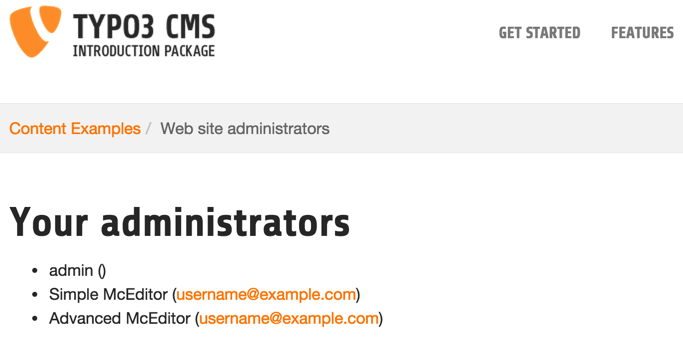 TYPO3 CMS
INTRODUCTION PACKAGE
GET STARTED FEATURES
Content Examples / Web site administrators
Your administrators
• admin ()
• Simple McEditor (username@example.com)
• Advanced McEditor (username@example.com)